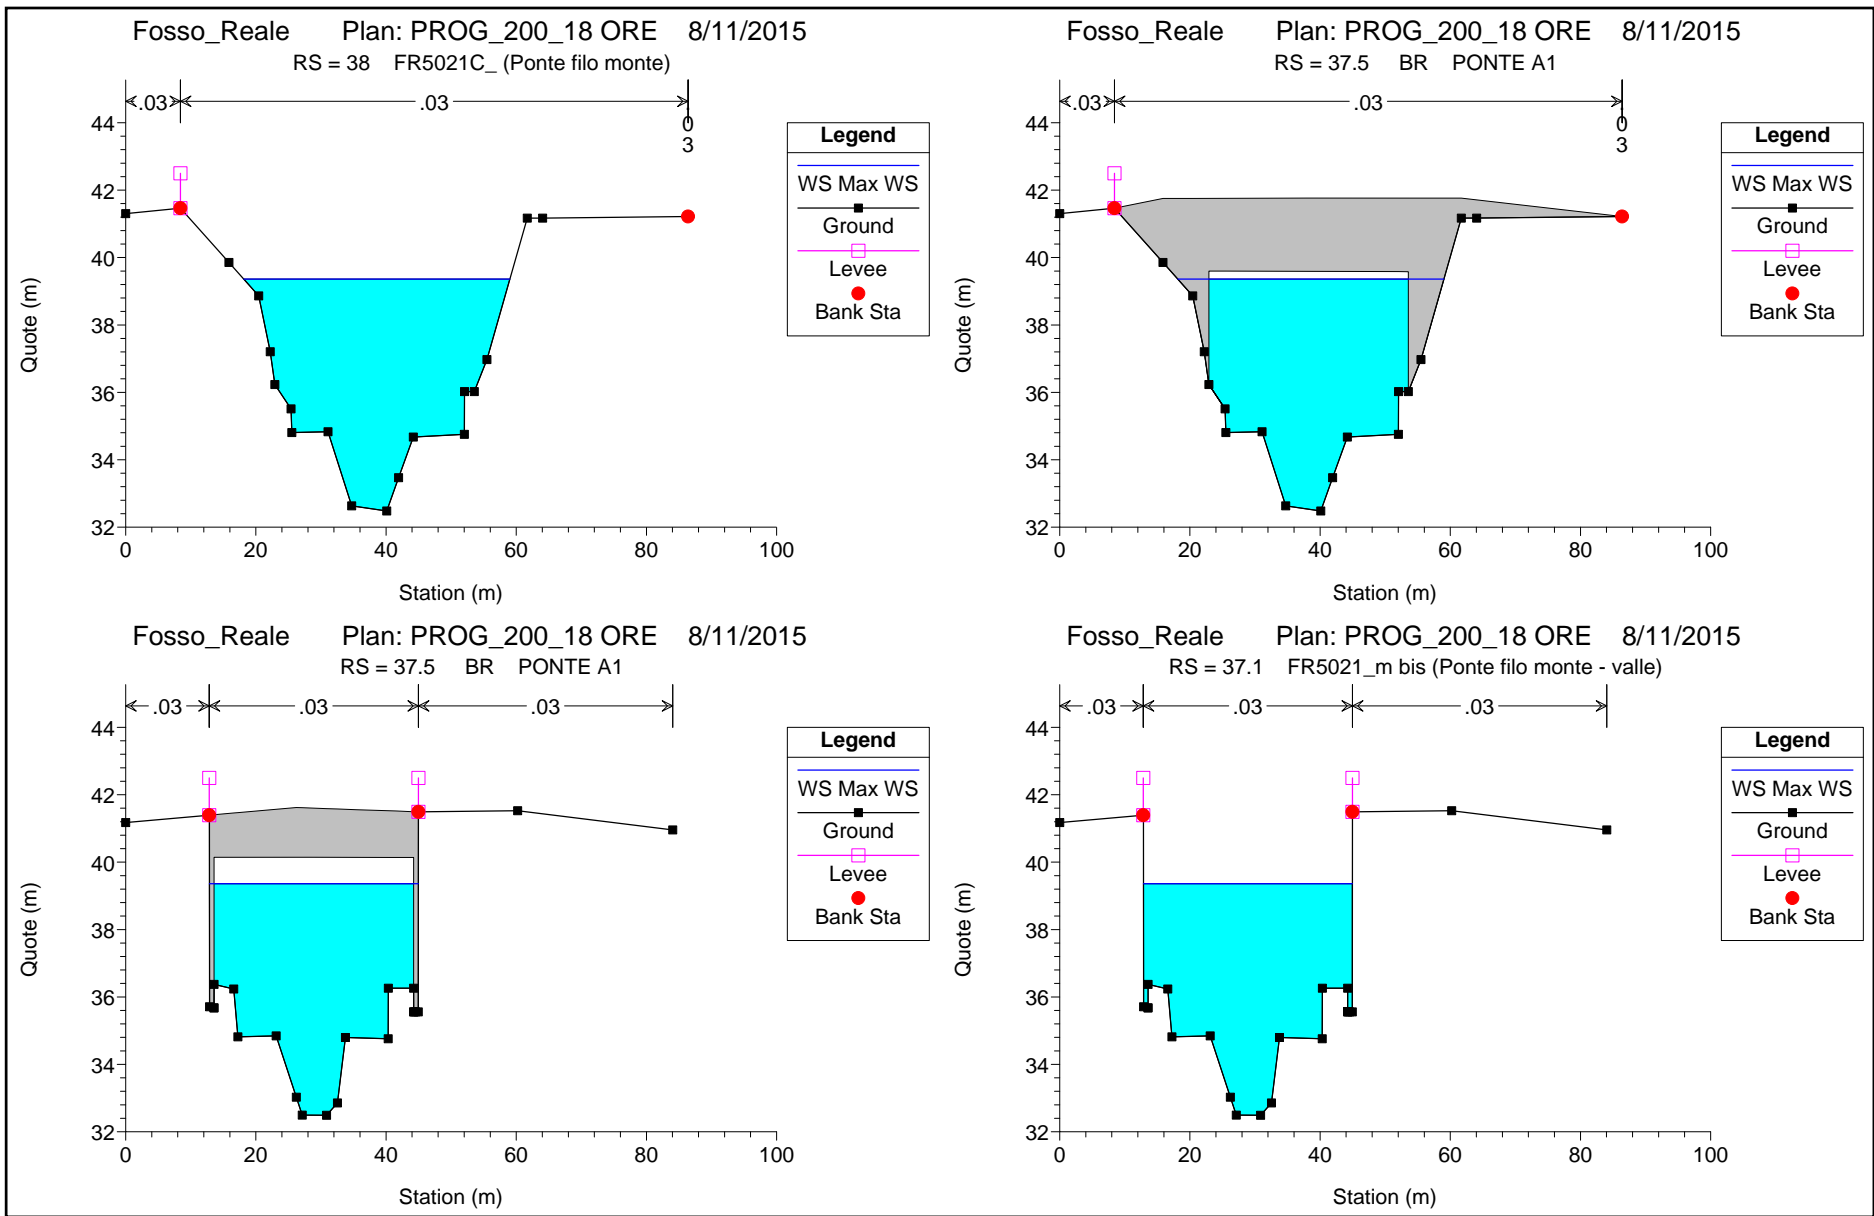 Fosso_Reale Plan: PROG_200_18 ORE 8/11/2015
RS = 38 FR5021C_ (Ponte filo monte)
.03 .03 .03
44
42
40
38
36
34
32
0 20 40 60 80 100
Quote (m)
Station (m)
Legend
WS Max WS
Ground
Levee
Bank Sta
Fosso_Reale Plan: PROG_200_18 ORE 8/11/2015
RS = 37.5 BR PONTE A1
.03 .03 .03
44
42
40
38
36
34
32
0 20 40 60 80 100
Quote (m)
Station (m)
Legend
WS Max WS
Ground
Levee
Bank Sta
Fosso_Reale Plan: PROG_200_18 ORE 8/11/2015
RS = 37.5 BR PONTE A1
.03 .03 .03
44
42
40
38
36
34
32
0 20 40 60 80 100
Quote (m)
Station (m)
Legend
WS Max WS
Ground
Levee
Bank Sta
Fosso_Reale Plan: PROG_200_18 ORE 8/11/2015
RS = 37.1 FR5021_m bis (Ponte filo monte - valle)
.03 .03 .03
44
42
40
38
36
34
32
0 20 40 60 80 100
Quote (m)
Station (m)
Legend
WS Max WS
Ground
Levee
Bank Sta